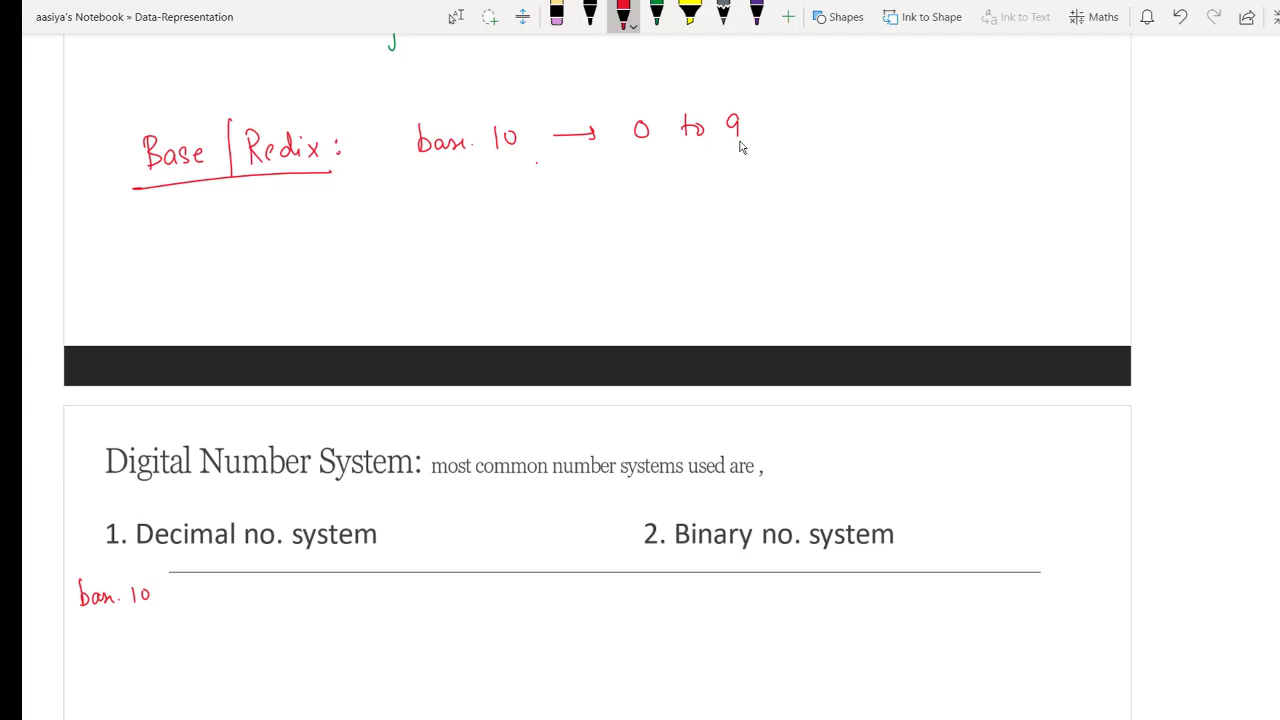 aasiya's Notebook » Data-Representation
Shapes
Ink to Shape
Ink to Text
Maths
Base | Redix : base. 10 → 0 to 9
Digital Number System: most common number systems used are ,
1. Decimal no. system
2. Binary no. system
base. 10